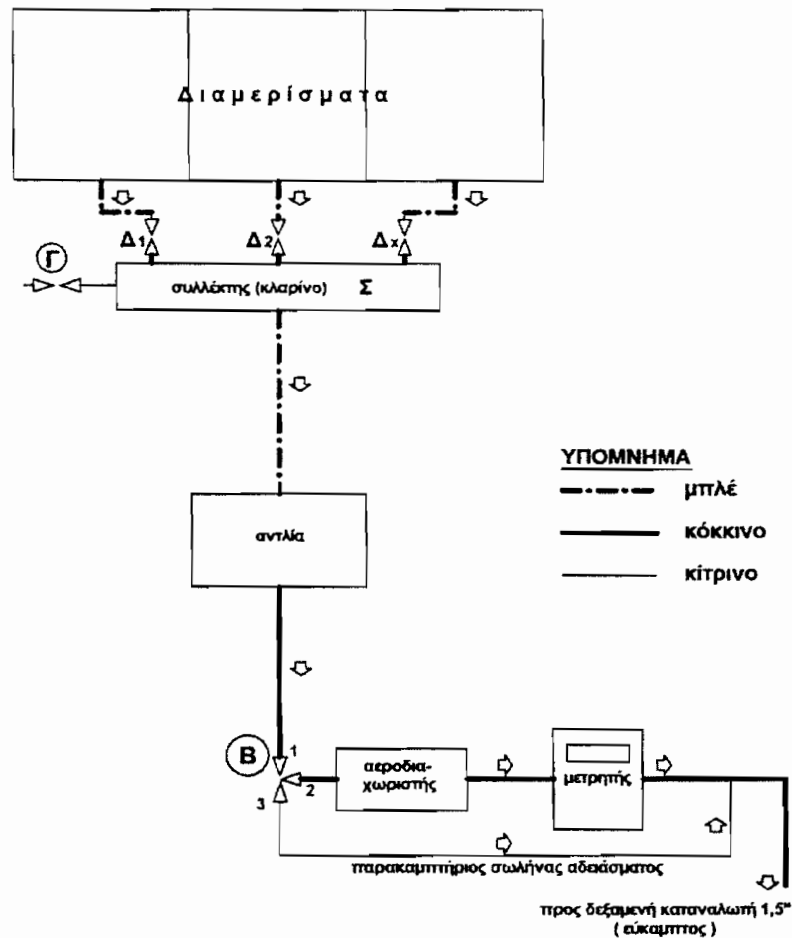 Διαμερίσματα
Δ1 Δ2 Δx
Γ
συλλέκτης (κλαρίνο) Σ
ΥΠΟΜΝΗΜΑ
μπλέ
κόκκινο
κίτρινο
αντλία
Β
1
2
3
αεροδια-
χωριστής
μετρητής
παρακαμπτήριος σωλήνας αδειάσματος
προς δεξαμενή καταναλωτή 1,5"
( εύκαμπτος )